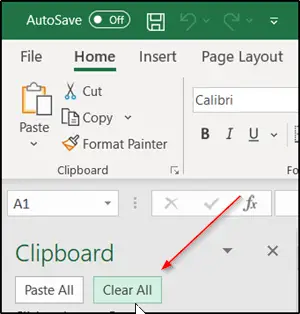 AutoSave Off
File Home Insert Page Layout
Paste
Cut
Copy
Format Painter
Calibri
B I U
Clipboard
A1 fx
Clipboard
Paste All Clear All